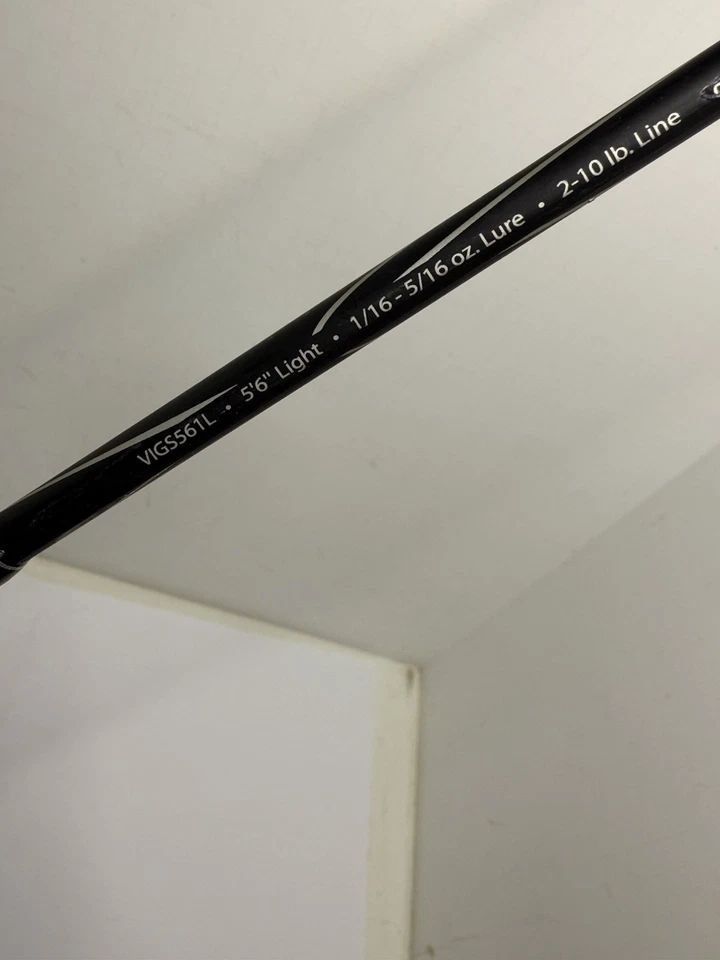 VIGS561L • 5'6" Light • 1/16 - 5/16 oz. Lure • 2-10 lb. Line